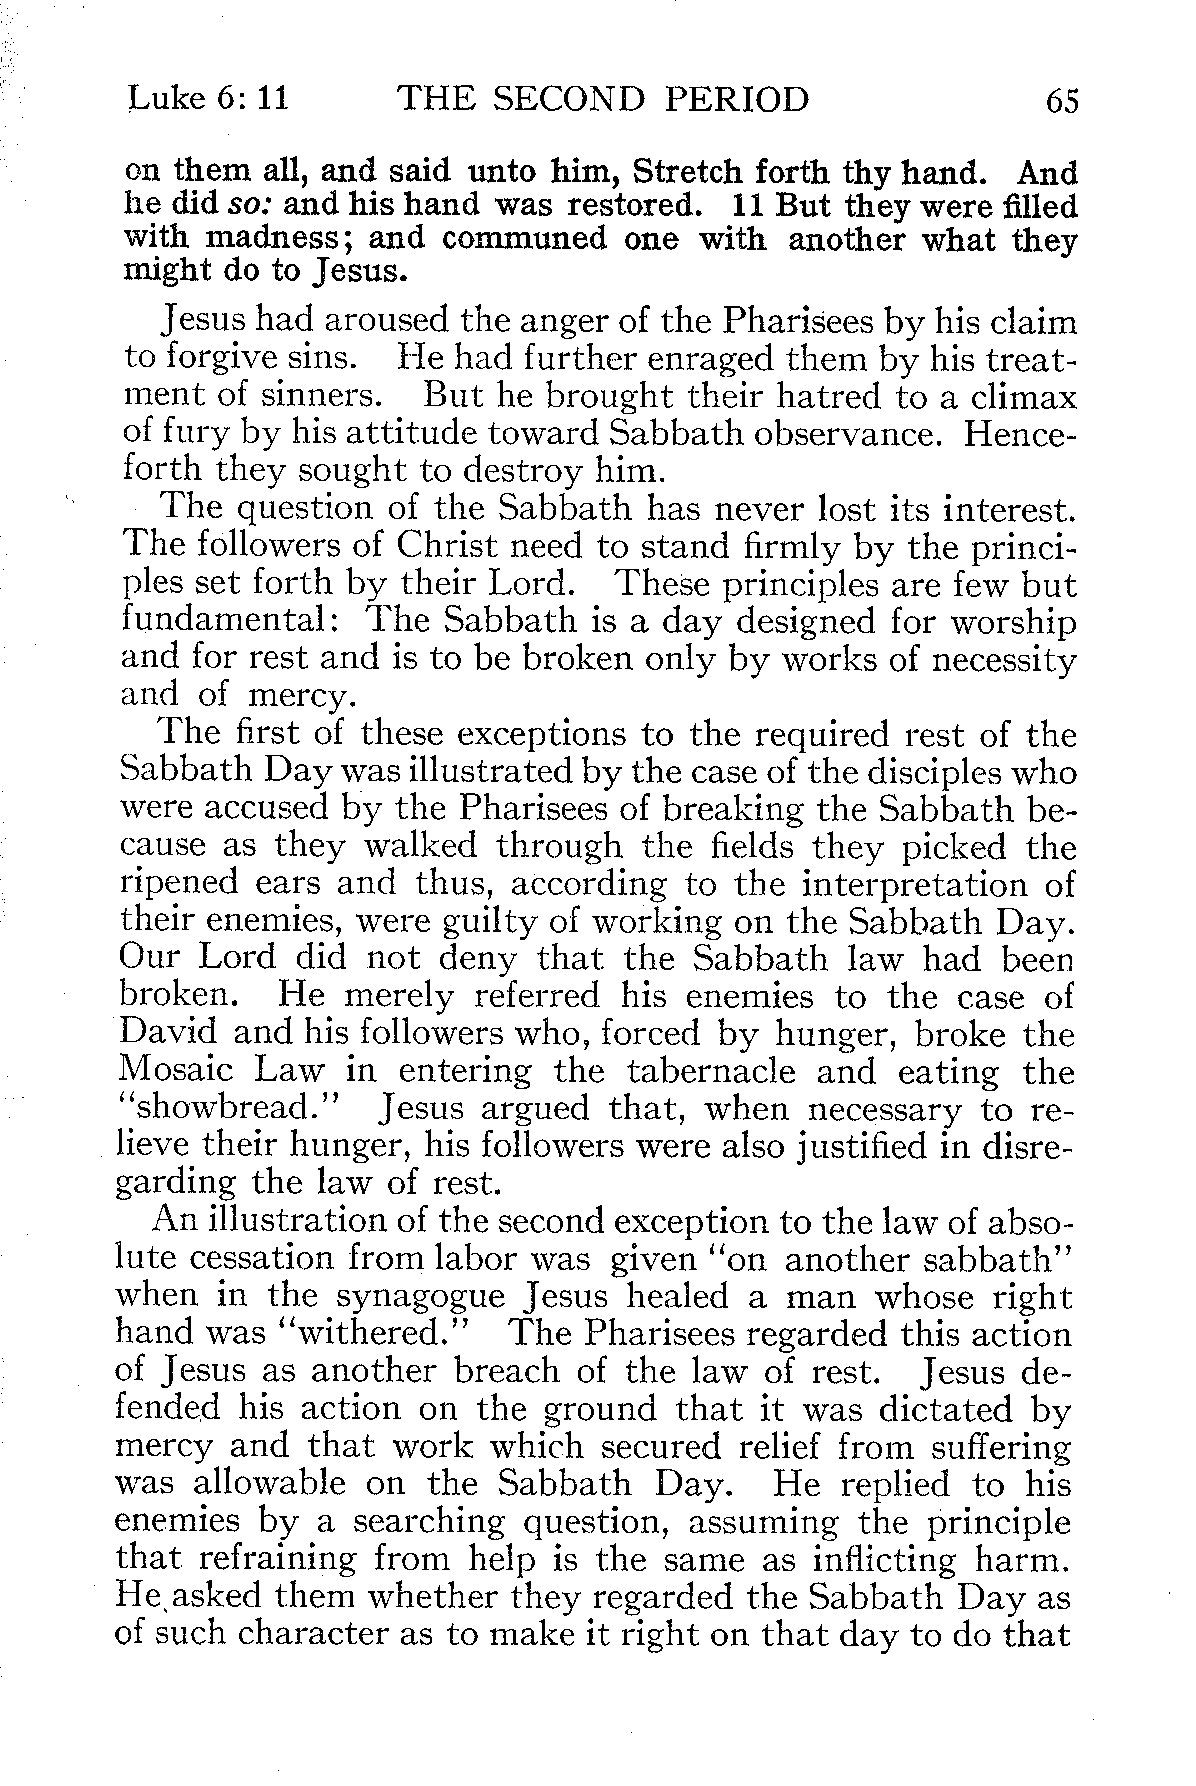 Luke 6: 11 THE SECOND PERIOD 65
on them all, and said unto him, Stretch forth thy hand. And
he did so: and his hand was restored. 11 But they were filled
with madness; and communed one with another what they
might do to Jesus.
Jesus had aroused the anger of the Pharisees by his claim
to forgive sins. He had further enraged them by his treat-
ment of sinners. But he brought their hatred to a climax
of fury by his attitude toward Sabbath observance. Hence-
forth they sought to destroy him.
The question of the Sabbath has never lost its interest.
The followers of Christ need to stand firmly by the princi-
ples set forth by their Lord. These principles are few but
fundamental: The Sabbath is a day designed for worship
and for rest and is to be broken only by works of necessity
and of mercy.
The first of these exceptions to the required rest of the
Sabbath Day was illustrated by the case of the disciples who
were accused by the Pharisees of breaking the Sabbath be-
cause as they walked through the fields they picked the
ripened ears and thus, according to the interpretation of
their enemies, were guilty of working on the Sabbath Day.
Our Lord did not deny that the Sabbath law had been
broken. He merely referred his enemies to the case of
David and his followers who, forced by hunger, broke the
Mosaic Law in entering the tabernacle and eating the
"showbread." Jesus argued that, when necessary to re-
lieve their hunger, his followers were also justified in disre-
garding the law of rest.
An illustration of the second exception to the law of abso-
lute cessation from labor was given "on another sabbath"
when in the synagogue Jesus healed a man whose right
hand was "withered." The Pharisees regarded this action
of Jesus as another breach of the law of rest. Jesus de-
fended his action on the ground that it was dictated by
mercy and that work which secured relief from suffering
was allowable on the Sabbath Day. He replied to his
enemies by a searching question, assuming the principle
that refraining from help is the same as inflicting harm.
He asked them whether they regarded the Sabbath Day as
of such character as to make it right on that day to do that